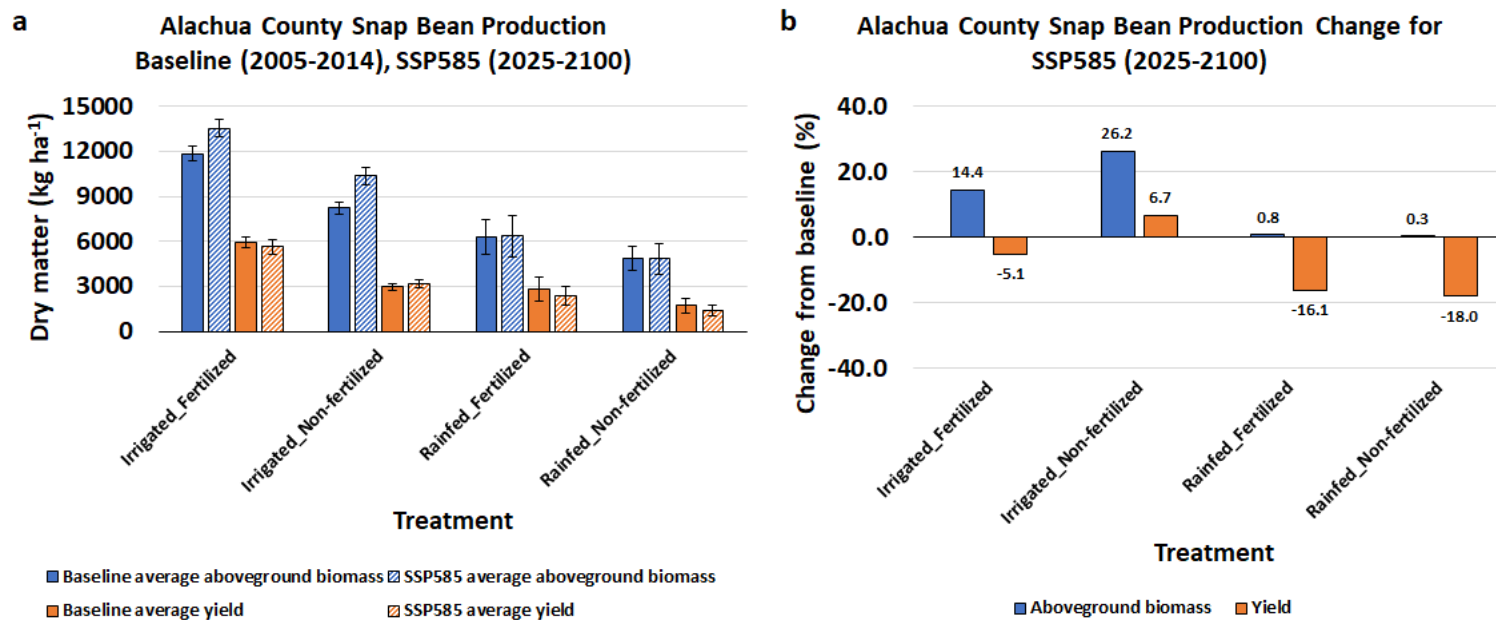 a
Alachua County Snap Bean Production
Baseline (2005-2014), SSP585 (2025-2100)
Dry matter (kg ha-1)
15000
12000
9000
6000
3000
0
Irrigated_Fertilized
Irrigated_Non-fertilized
Rainfed_Fertilized
Rainfed_Non-fertilized
Treatment
Baseline average aboveground biomass
SSP585 average aboveground biomass
Baseline average yield
SSP585 average yield
b
Alachua County Snap Bean Production Change for
SSP585 (2025-2100)
Change from baseline (%)
40.0
20.0
0.0
-20.0
-40.0
14.4
-5.1
26.2
6.7
0.8
-16.1
0.3
-18.0
Irrigated_Fertilized
Irrigated_Non-fertilized
Rainfed_Fertilized
Rainfed_Non-fertilized
Treatment
Aboveground biomass
Yield